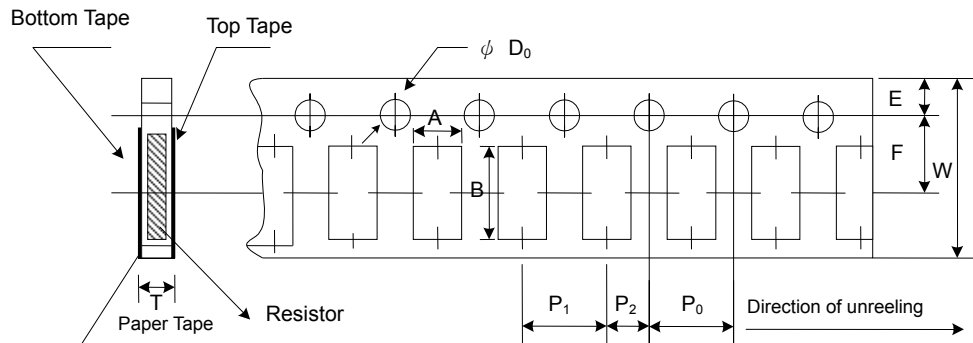 Bottom Tape
Top Tape
ϕ D₀
E
A
F
W
B
T
P₁
P₂
P₀
Direction of unreeling
Resistor
Paper Tape